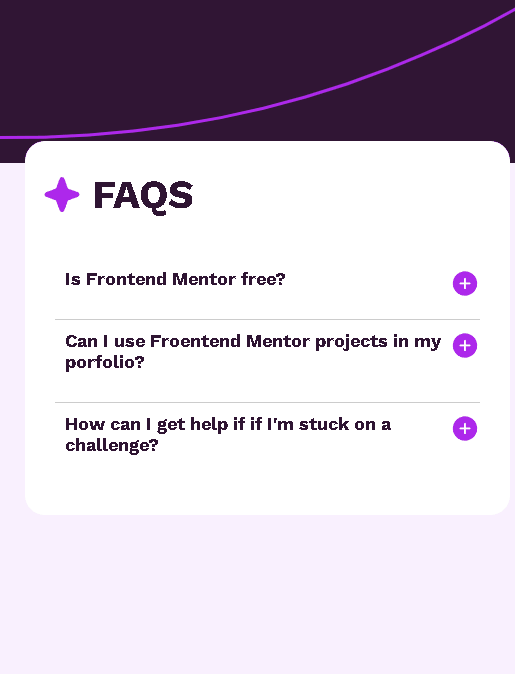 FAQS
Is Frontend Mentor free?
Can I use Froentend Mentor projects in my
porfolio?
How can I get help if if I'm stuck on a
challenge?